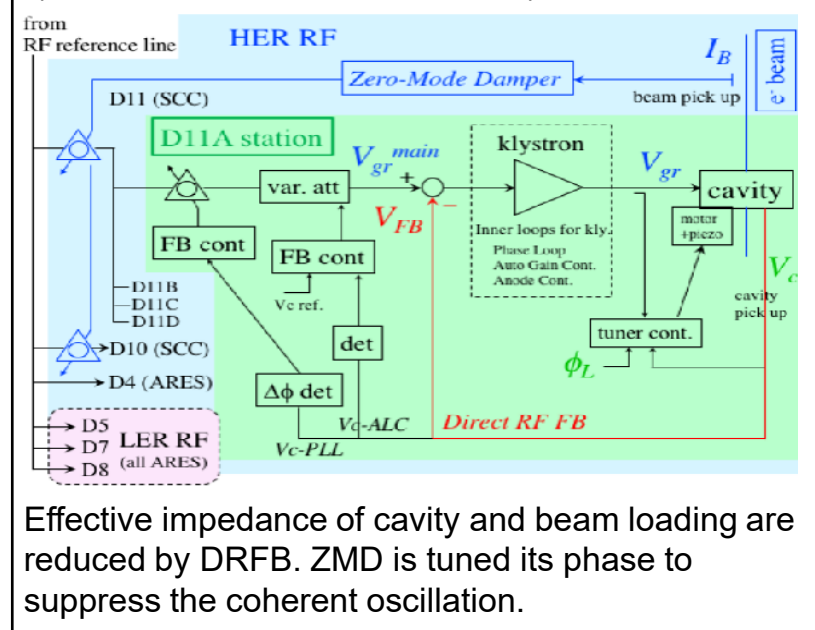 from
RF reference line
HER RF
I_B
e⁻ beam
Zero-Mode Damper
beam pick up
D11 (SCC)
D11A station
klystron
V_gr^main
V_gr
+
−
var. att
cavity
V_FB
motor
+piezo
Inner loops for kly.
Phase Loop
Auto Gain Cont.
Anode Cont.
FB cont
FB cont
V_c
Vc ref.
cavity
pick up
D11B
D11C
D11D
det
tuner cont.
D10 (SCC)
ϕ_L
D4 (ARES)
Δϕ det
D5
D7
D8
LER RF
(all ARES)
Vc-ALC
Direct RF FB
Vc-PLL
Effective impedance of cavity and beam loading are
reduced by DRFB. ZMD is tuned its phase to
suppress the coherent oscillation.